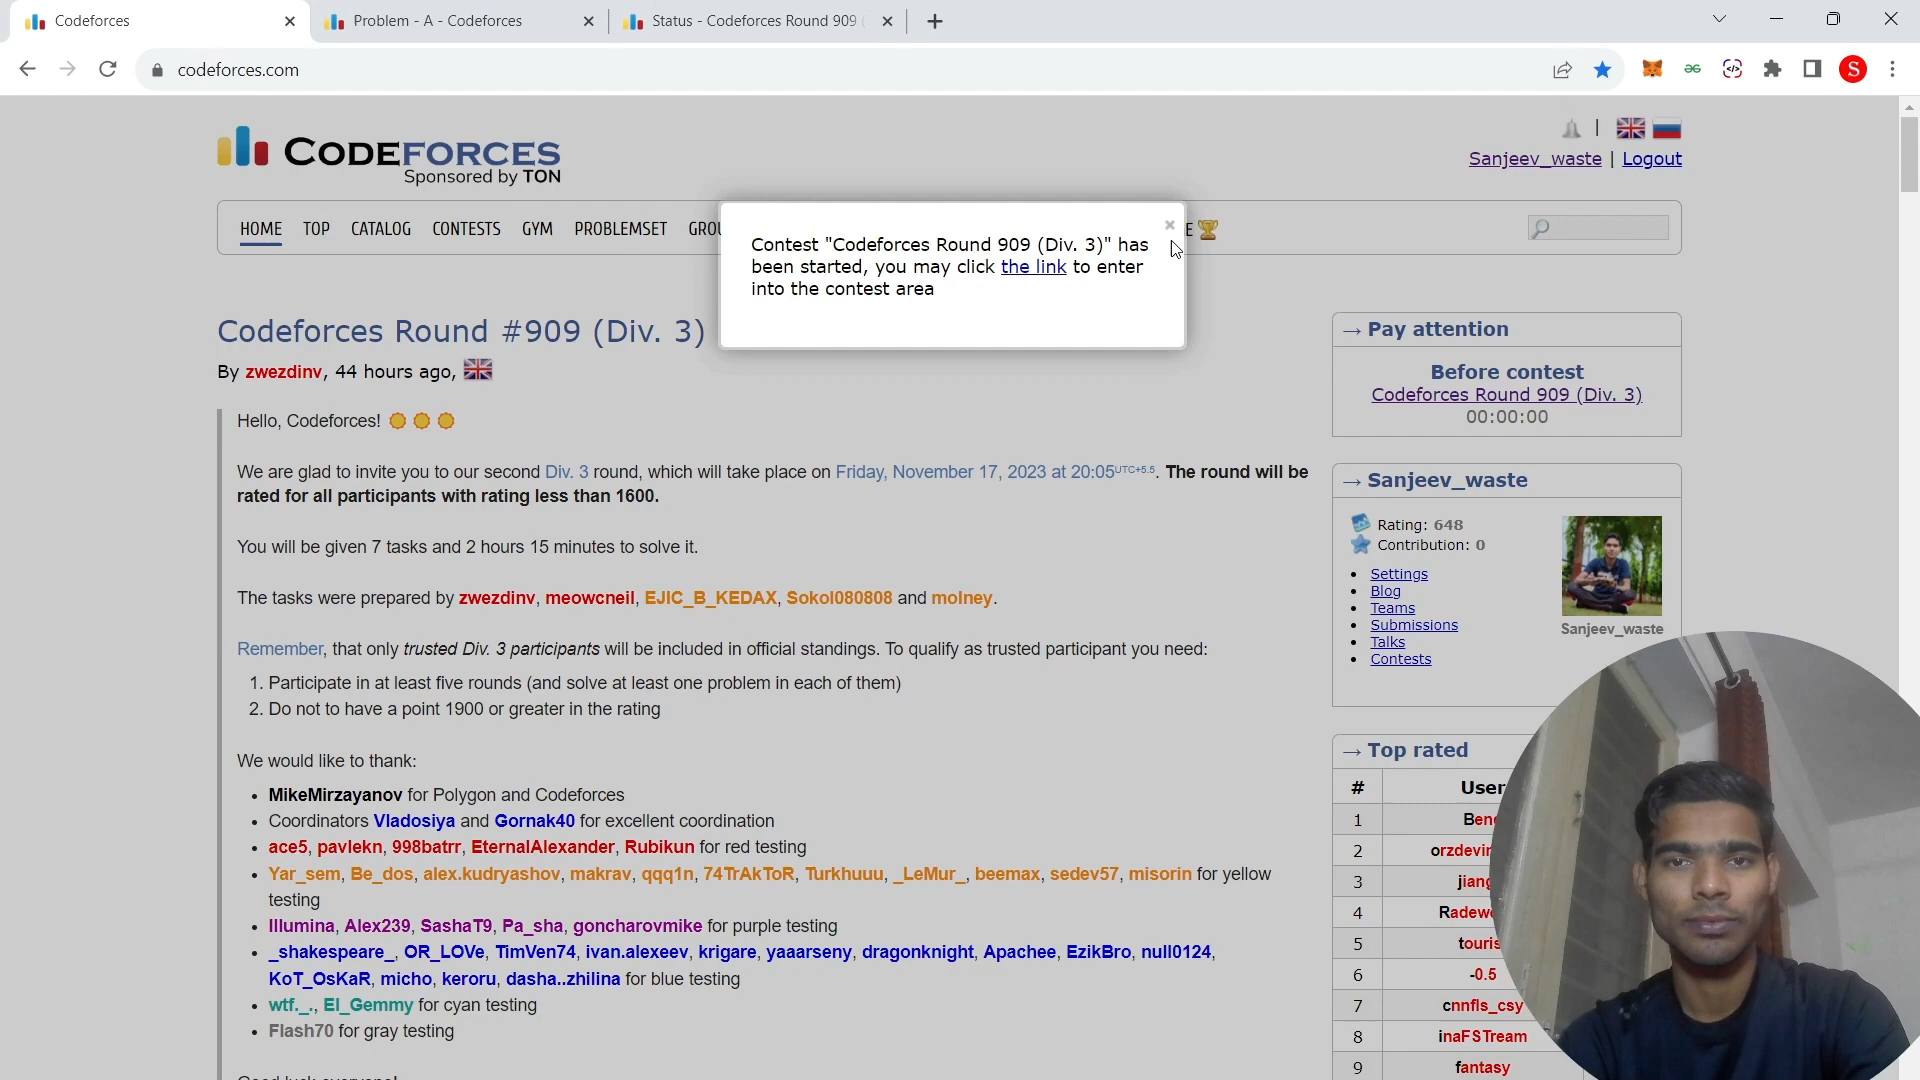 Codeforces
Problem - A - Codeforces
Status - Codeforces Round 909
codeforces.com
S
CODEFORCES
Sponsored by TON
|
Sanjeev_waste | Logout
HOME TOP CATALOG CONTESTS GYM PROBLEMSET
Contest "Codeforces Round 909 (Div. 3)" has
been started, you may click the link to enter
into the contest area
Codeforces Round #909 (Div. 3)
By zwezdinv, 44 hours ago,
Hello, Codeforces!
We are glad to invite you to our second Div. 3 round, which will take place on Friday, November 17, 2023 at 20:05UTC+5.5. The round will be
rated for all participants with rating less than 1600.
You will be given 7 tasks and 2 hours 15 minutes to solve it.
The tasks were prepared by zwezdinv, meowcneil, EJIC_B_KEDAX, Sokol080808 and molney.
Remember, that only trusted Div. 3 participants will be included in official standings. To qualify as trusted participant you need:
1. Participate in at least five rounds (and solve at least one problem in each of them)
2. Do not to have a point 1900 or greater in the rating
We would like to thank:
• MikeMirzayanov for Polygon and Codeforces
• Coordinators Vladosiya and Gornak40 for excellent coordination
• ace5, pavlekn, 998batrr, EternalAlexander, Rubikun for red testing
• Yar_sem, Be_dos, alex.kudryashov, makrav, qqq1n, 74TrAkToR, Turkhuuu, _LeMur_, beemax, sedev57, misorin for yellow
testing
• Illumina, Alex239, SashaT9, Pa_sha, goncharovmike for purple testing
• _shakespeare_, OR_LOVe, TimVen74, ivan.alexeev, krigare, yaaarseny, dragonknight, Apachee, EzikBro, null0124,
KoT_OsKaR, micho, keroru, dasha..zhilina for blue testing
• wtf._., El_Gemmy for cyan testing
• Flash70 for gray testing
→ Pay attention
Before contest
Codeforces Round 909 (Div. 3)
00:00:00
→ Sanjeev_waste
Rating: 648
Contribution: 0
• Settings
• Blog
• Teams
• Submissions
• Talks
• Contests
Sanjeev_waste
→ Top rated
# User
1
2
3
4
5
6 -0.5
7 cnnfls_csy
8 inaFSTream
9 fantasy